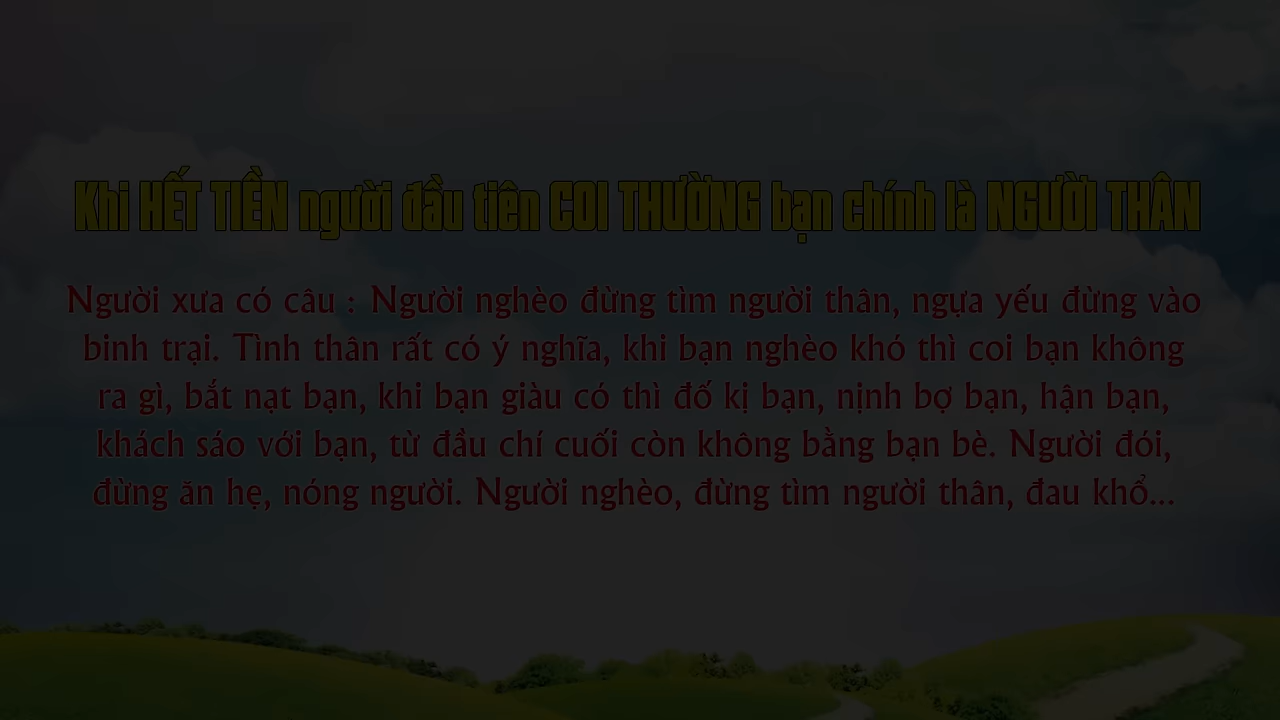 Khi HẾT TIỀN người đầu tiên COI THƯỜNG bạn chính là NGƯỜI THÂN
Người xưa có câu : Người nghèo đừng tìm người thân, ngựa yếu đừng vào
binh trại. Tình thân rất có ý nghĩa, khi bạn nghèo khó thì coi bạn không
ra gì, bắt nạt bạn, khi bạn giàu có thì đố kị bạn, nịnh bợ bạn, hận bạn,
khách sáo với bạn, từ đầu chí cuối còn không bằng bạn bè. Người đói,
đừng ăn hẹ, nóng người. Người nghèo, đừng tìm người thân, đau khổ...